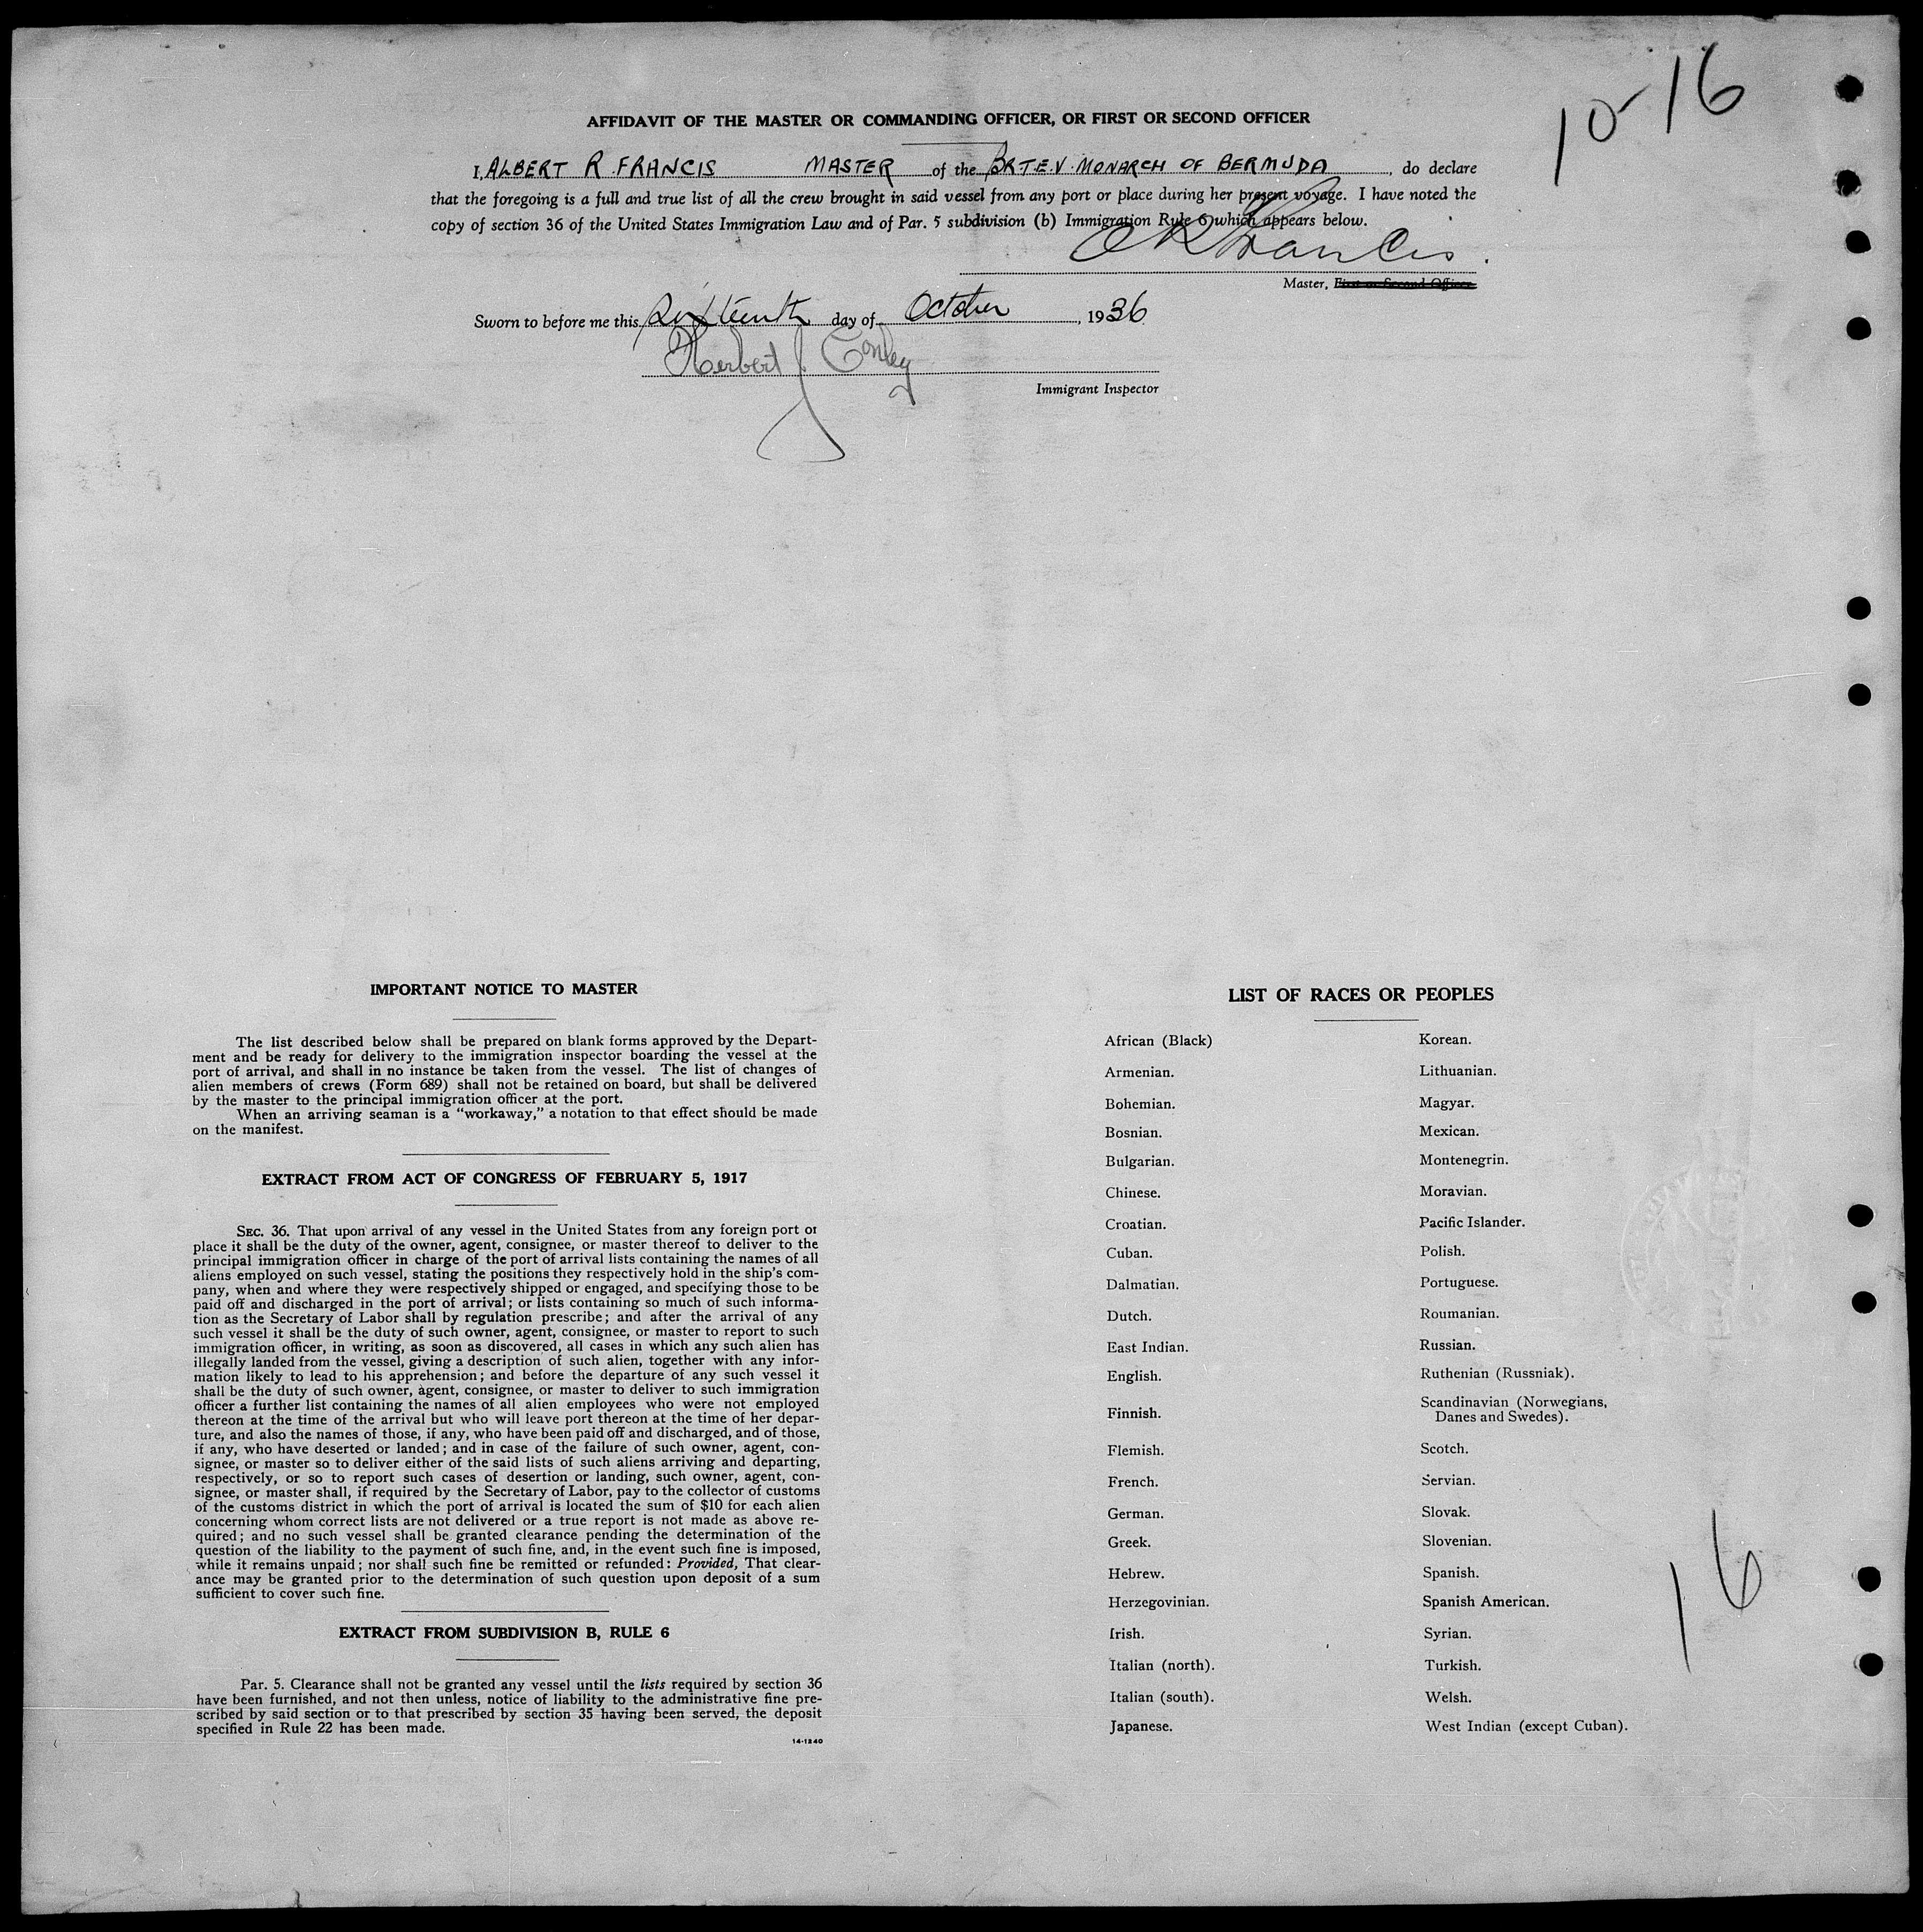 10-16
AFFIDAVIT OF THE MASTER OR COMMANDING OFFICER, OR FIRST OR SECOND OFFICER
I, ALBERT R. FRANCIS MASTER of the BR.T.E.V. MONARCH OF BERMUDA, do declare
that the foregoing is a full and true list of all the crew brought in said vessel from any port or place during her present voyage. I have noted the
copy of section 36 of the United States Immigration Law and of Par. 5 subdivision (b) Immigration Rule 6, which appears below.
A R Francis.
Master, First or Second Officer.
Sworn to before me this sixteenth day of October, 1936
Herbert J. Conley
Immigrant Inspector
IMPORTANT NOTICE TO MASTER
The list described below shall be prepared on blank forms approved by the Depart-
ment and be ready for delivery to the immigration inspector boarding the vessel at the
port of arrival, and shall in no instance be taken from the vessel. The list of changes of
alien members of crews (Form 689) shall not be retained on board, but shall be delivered
by the master to the principal immigration officer at the port.
When an arriving seaman is a "workaway," a notation to that effect should be made
on the manifest.
EXTRACT FROM ACT OF CONGRESS OF FEBRUARY 5, 1917
SEC. 36. That upon arrival of any vessel in the United States from any foreign port or
place it shall be the duty of the owner, agent, consignee, or master thereof to deliver to the
principal immigration officer in charge of the port of arrival lists containing the names of all
aliens employed on such vessel, stating the positions they respectively hold in the ship's com-
pany, when and where they were respectively shipped or engaged, and specifying those to be
paid off and discharged in the port of arrival; or lists containing so much of such informa-
tion as the Secretary of Labor shall by regulation prescribe; and after the arrival of any
such vessel it shall be the duty of such owner, agent, consignee, or master to report to such
immigration officer, in writing, as soon as discovered, all cases in which any such alien has
illegally landed from the vessel, giving a description of such alien, together with any infor-
mation likely to lead to his apprehension; and before the departure of any such vessel it
shall be the duty of such owner, agent, consignee, or master to deliver to such immigration
officer a further list containing the names of all alien employees who were not employed
thereon at the time of the arrival but who will leave port thereon at the time of her depar-
ture, and also the names of those, if any, who have been paid off and discharged, and of those,
if any, who have deserted or landed; and in case of the failure of such owner, agent, con-
signee, or master so to deliver either of the said lists of such aliens arriving and departing,
respectively, or so to report such cases of desertion or landing, such owner, agent, con-
signee, or master shall, if required by the Secretary of Labor, pay to the collector of customs
of the customs district in which the port of arrival is located the sum of $10 for each alien
concerning whom correct lists are not delivered or a true report is not made as above re-
quired; and no such vessel shall be granted clearance pending the determination of the
question of the liability to the payment of such fine, and, in the event such fine is imposed,
while it remains unpaid; nor shall such fine be remitted or refunded: Provided, That clear-
ance may be granted prior to the determination of such question upon deposit of a sum
sufficient to cover such fine.
EXTRACT FROM SUBDIVISION B, RULE 6
Par. 5. Clearance shall not be granted any vessel until the lists required by section 36
have been furnished, and not then unless, notice of liability to the administrative fine pre-
scribed by said section or to that prescribed by section 35 having been served, the deposit
specified in Rule 22 has been made.
14-1240
LIST OF RACES OR PEOPLES
African (Black)
Armenian.
Bohemian.
Bosnian.
Bulgarian.
Chinese.
Croatian.
Cuban.
Dalmatian.
Dutch.
East Indian.
English.
Finnish.
Flemish.
French.
German.
Greek.
Hebrew.
Herzegovinian.
Irish.
Italian (north).
Italian (south).
Japanese.
Korean.
Lithuanian.
Magyar.
Mexican.
Montenegrin.
Moravian.
Pacific Islander.
Polish.
Portuguese.
Roumanian.
Russian.
Ruthenian (Russniak).
Scandinavian (Norwegians,
Danes and Swedes).
Scotch.
Servian.
Slovak.
Slovenian.
Spanish.
Spanish American.
Syrian.
Turkish.
Welsh.
West Indian (except Cuban).
16